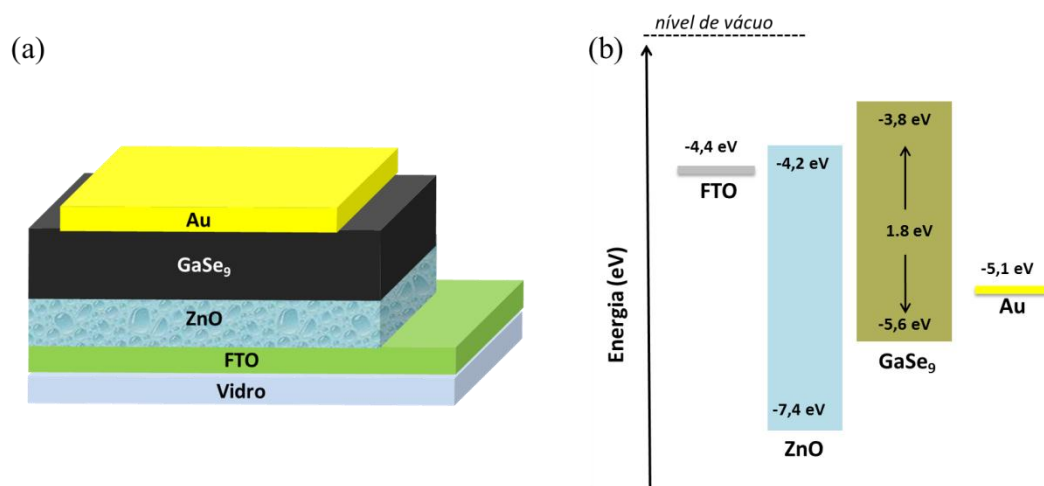 (a)
Au
GaSe₉
ZnO
FTO
Vidro
(b)
nível de vácuo
Energia (eV)
-4,4 eV
FTO
-4,2 eV
-7,4 eV
ZnO
-3,8 eV
1.8 eV
-5,6 eV
GaSe₉
-5,1 eV
Au